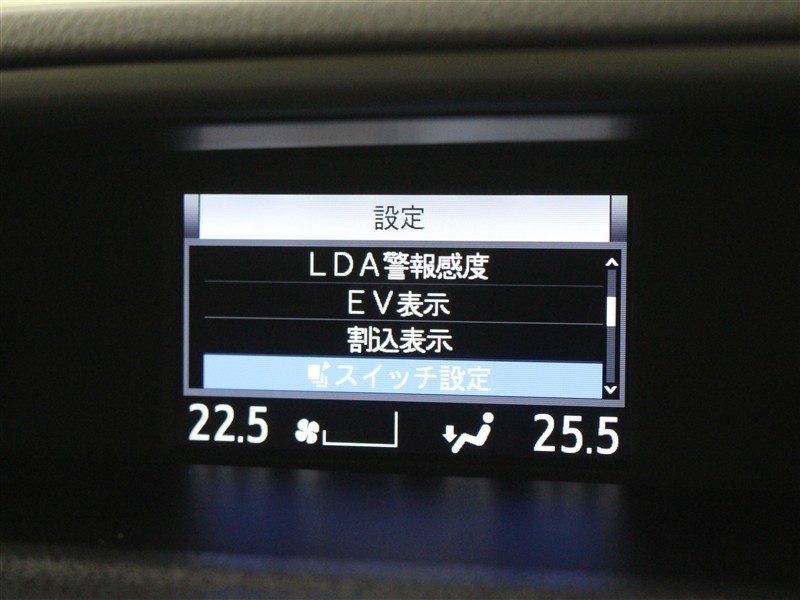 設定
ＬＤＡ警報感度
ＥＶ表示
割込表示
スイッチ設定
22.5 25.5